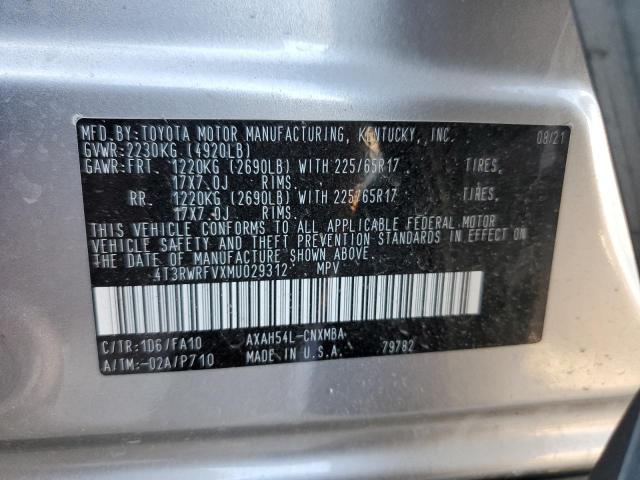 MFD.BY:TOYOTA MOTOR MANUFACTURING, KENTUCKY, INC. 08/21
GVWR:2230KG (4920LB)
GAWR:FRT. 1220KG (2690LB) WITH 225/65R17 TIRES,
17X7.0J RIMS.
RR. 1220KG (2690LB) WITH 225/65R17 TIRES,
17X7.0J RIMS.
THIS VEHICLE CONFORMS TO ALL APPLICABLE FEDERAL MOTOR
VEHICLE SAFETY AND THEFT PREVENTION STANDARDS IN EFFECT ON
THE DATE OF MANUFACTURE SHOWN ABOVE.
4T3RWRFVXMU029312 MPV
C/TR:1D6/FA10 AXAH54L-CNXMBA
A/TM:-02A/P710 MADE IN U.S.A. 79782